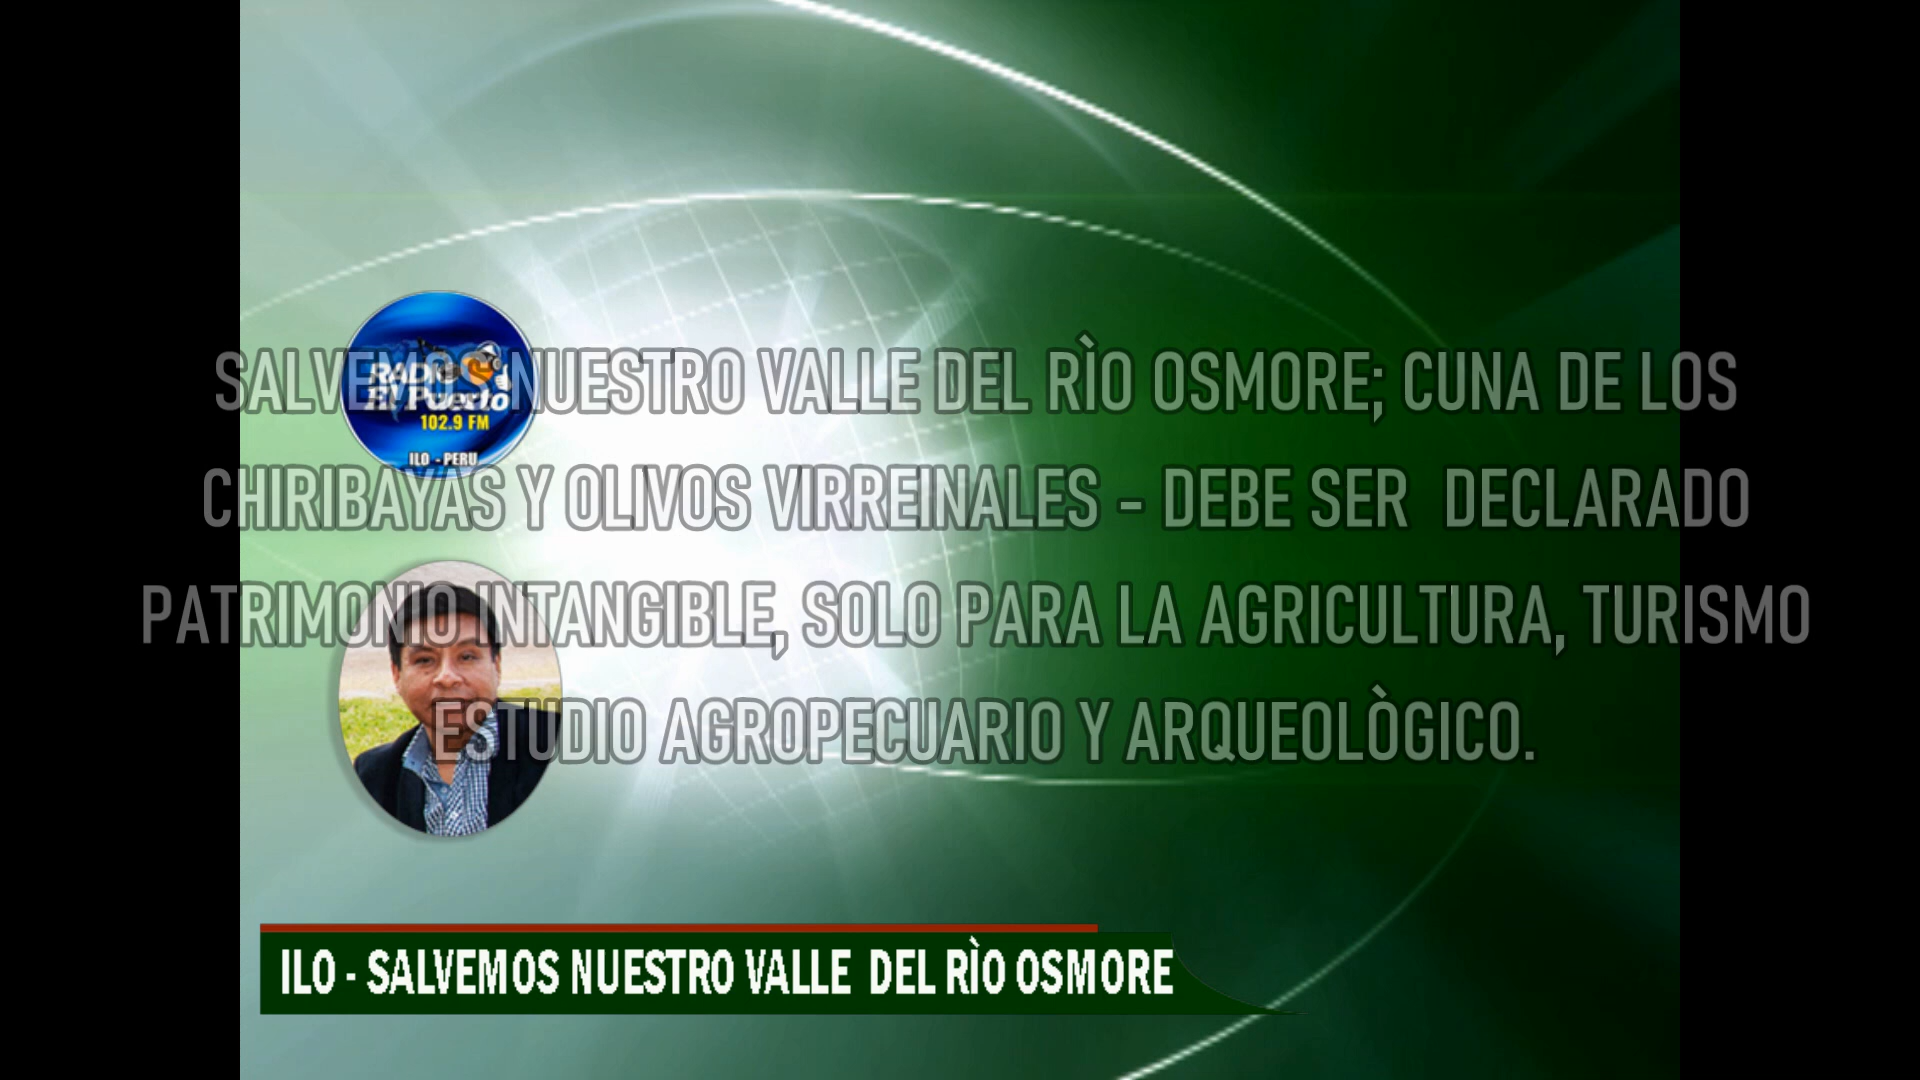 RADIO
El Puerto
102.9 FM
ILO - PERU
SALVEMOS NUESTRO VALLE DEL RÌO OSMORE; CUNA DE LOS
CHIRIBAYAS Y OLIVOS VIRREINALES - DEBE SER DECLARADO
PATRIMONIO INTANGIBLE, SOLO PARA LA AGRICULTURA, TURISMO
ESTUDIO AGROPECUARIO Y ARQUEOLÒGICO.
ILO - SALVEMOS NUESTRO VALLE DEL RÌO OSMORE